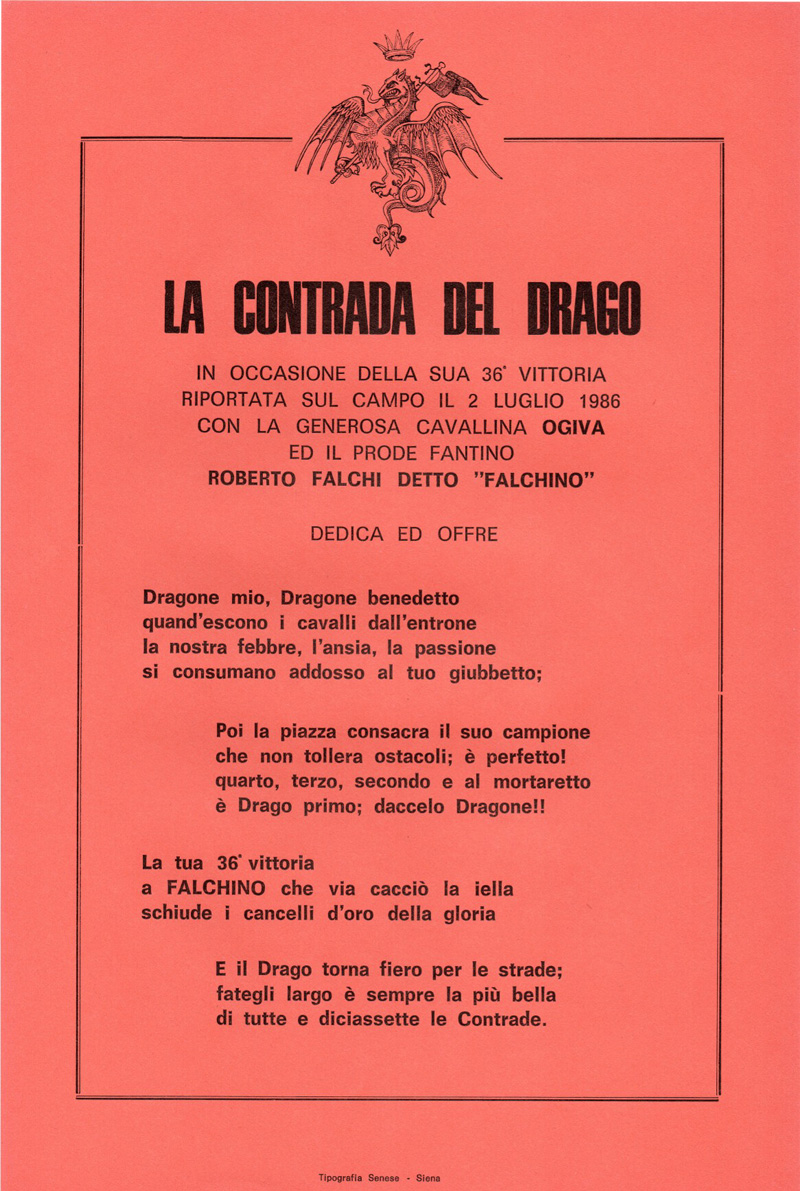 LA CONTRADA DEL DRAGO
IN OCCASIONE DELLA SUA 36ª VITTORIA
RIPORTATA SUL CAMPO IL 2 LUGLIO 1986
CON LA GENEROSA CAVALLINA OGIVA
ED IL PRODE FANTINO
ROBERTO FALCHI DETTO "FALCHINO"
DEDICA ED OFFRE
Dragone mio, Dragone benedetto
quand'escono i cavalli dall'entrone
la nostra febbre, l'ansia, la passione
si consumano addosso al tuo giubbetto;
Poi la piazza consacra il suo campione
che non tollera ostacoli; è perfetto!
quarto, terzo, secondo e al mortaretto
è Drago primo; daccelo Dragone!!
La tua 36ª vittoria
a FALCHINO che via cacciò la iella
schiude i cancelli d'oro della gloria
E il Drago torna fiero per le strade;
fategli largo è sempre la più bella
di tutte e diciassette le Contrade.
Tipografia Senese - Siena